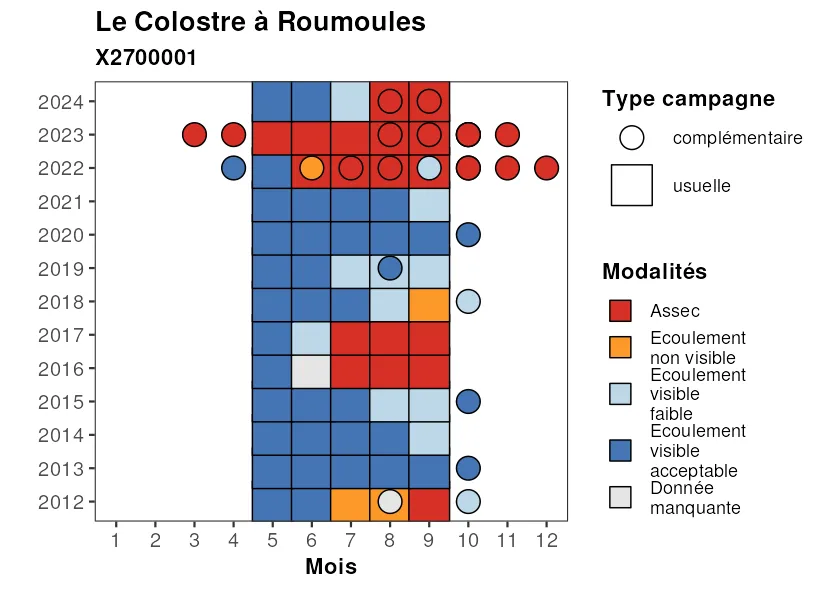 Le Colostre à Roumoules
X2700001
2024
2023
2022
2021
2020
2019
2018
2017
2016
2015
2014
2013
2012
1 2 3 4 5 6 7 8 9 10 11 12
Mois
Type campagne
complémentaire
usuelle
Modalités
Assec
Ecoulement
non visible
Ecoulement
visible
faible
Ecoulement
visible
acceptable
Donnée
manquante